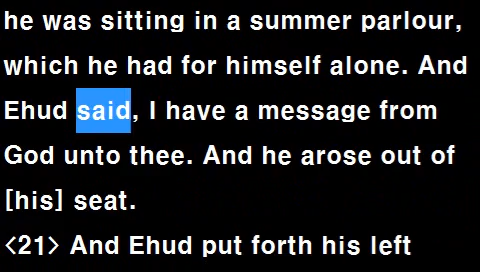 he was sitting in a summer parlour,
which he had for himself alone. And
Ehud said, I have a message from
God unto thee. And he arose out of
[his] seat.
<21> And Ehud put forth his left